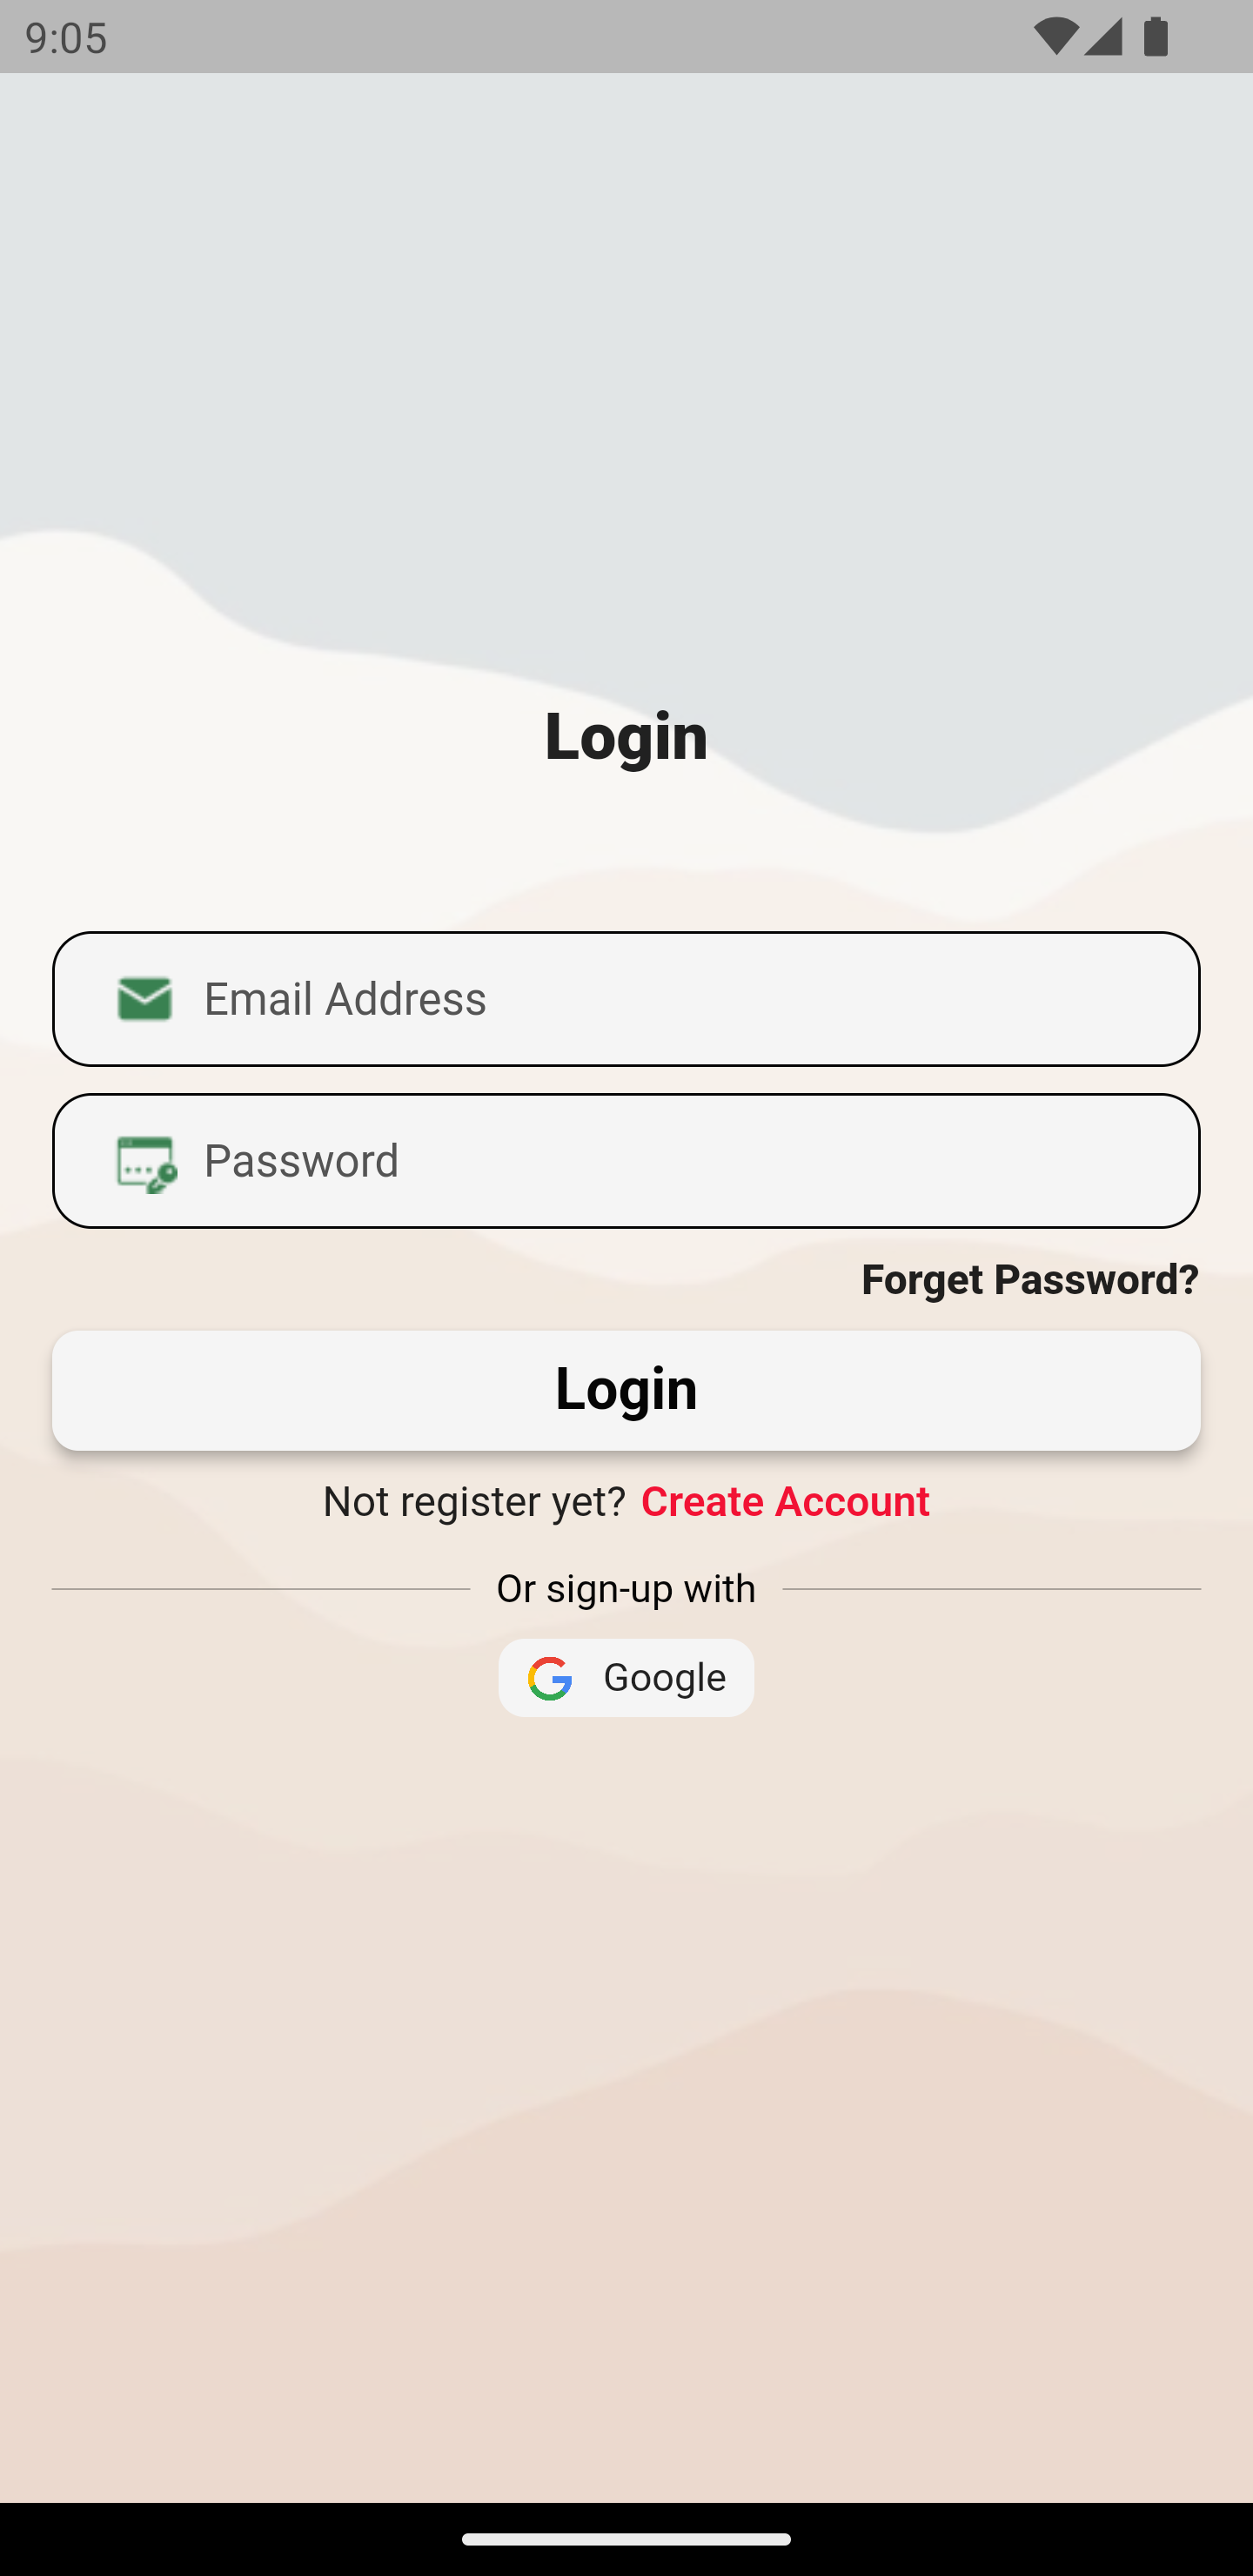 9:05
Login
Email Address
Password
Forget Password?
Login
Not register yet? Create Account
Or sign-up with
Google